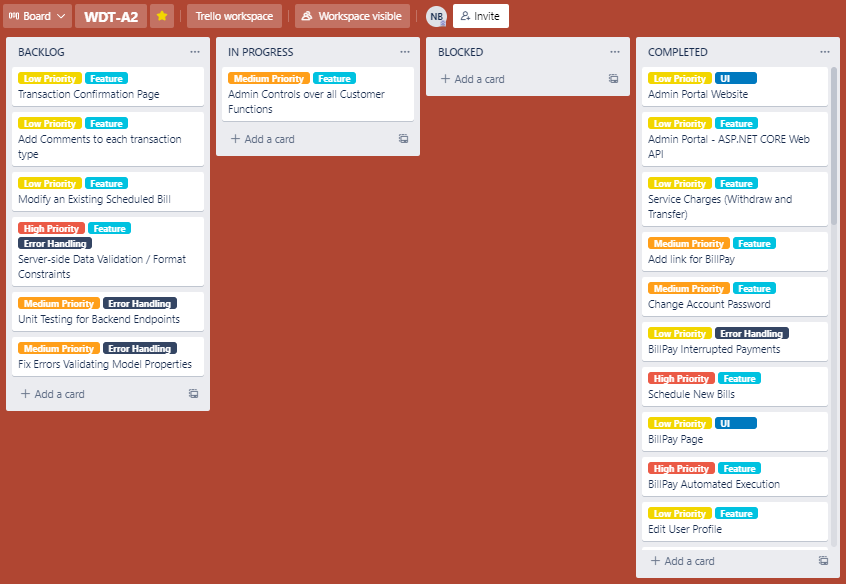 Board WDT-A2 Trello workspace Workspace visible NB Invite
BACKLOG
Low Priority Feature
Transaction Confirmation Page
Low Priority Feature
Add Comments to each transaction
type
Low Priority Feature
Modify an Existing Scheduled Bill
High Priority Feature
Error Handling
Server-side Data Validation / Format
Constraints
Medium Priority Error Handling
Unit Testing for Backend Endpoints
Medium Priority Error Handling
Fix Errors Validating Model Properties
+ Add a card
IN PROGRESS
Medium Priority Feature
Admin Controls over all Customer
Functions
+ Add a card
BLOCKED
+ Add a card
COMPLETED
Low Priority UI
Admin Portal Website
Low Priority Feature
Admin Portal - ASP.NET CORE Web
API
Low Priority Feature
Service Charges (Withdraw and
Transfer)
Medium Priority Feature
Add link for BillPay
Medium Priority Feature
Change Account Password
Low Priority Error Handling
BillPay Interrupted Payments
High Priority Feature
Schedule New Bills
Low Priority UI
BillPay Page
High Priority Feature
BillPay Automated Execution
Low Priority Feature
Edit User Profile
+ Add a card